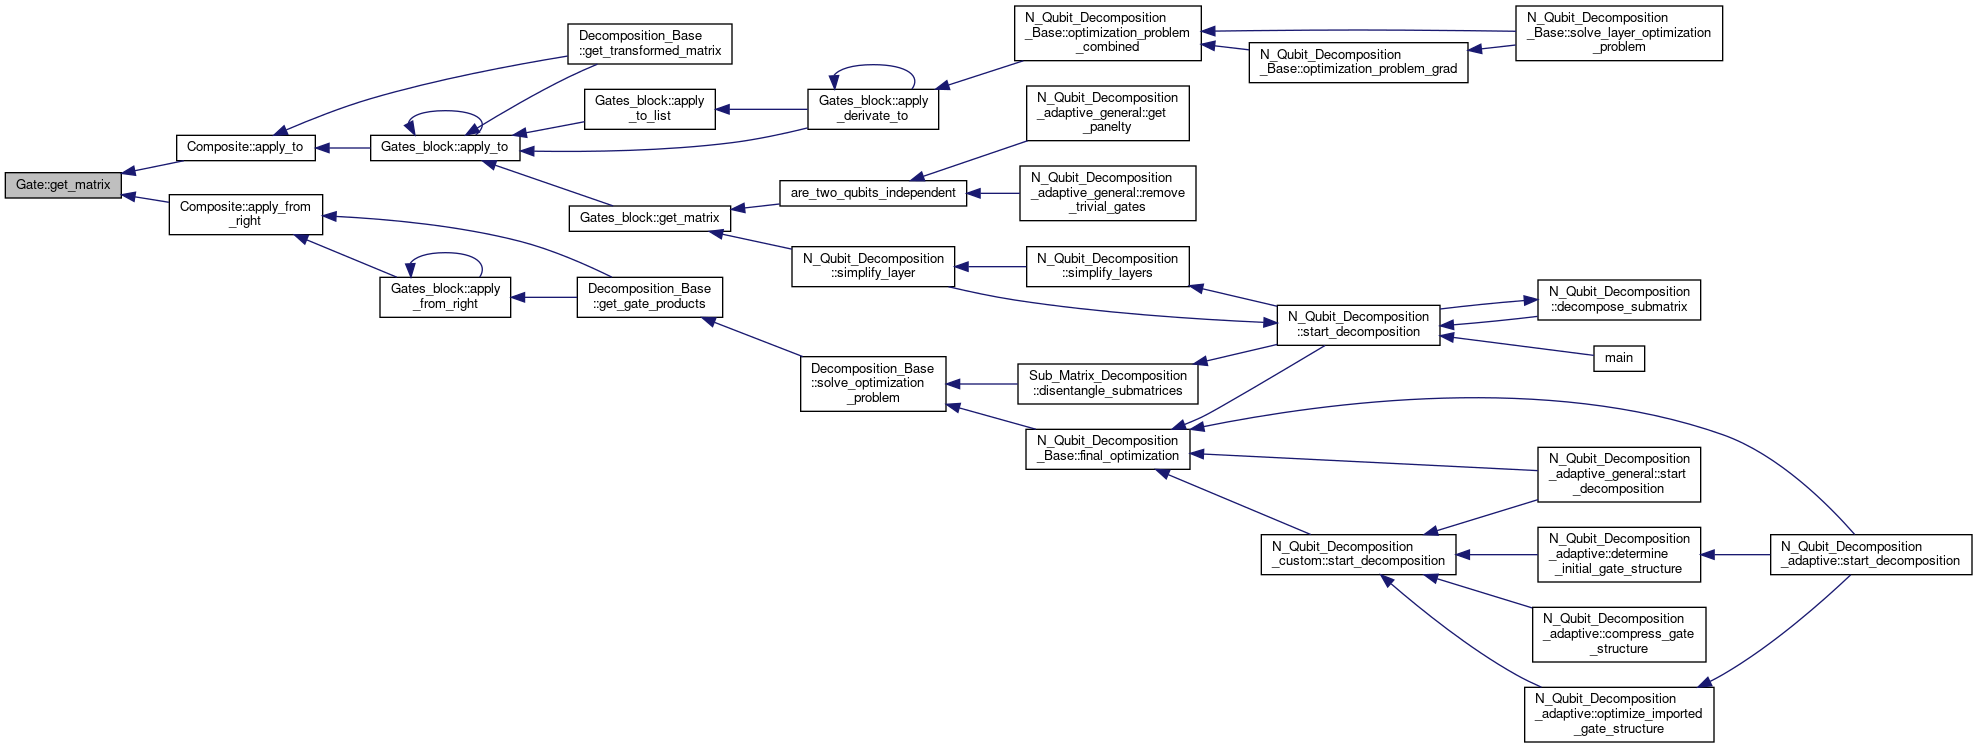 Gate::get_matrix
Composite::apply_to
Composite::apply_from
_right
Decomposition_Base
::get_transformed_matrix
Gates_block::apply_to
Gates_block::apply
_from_right
Gates_block::apply
_to_list
Gates_block::get_matrix
Decomposition_Base
::get_gate_products
Gates_block::apply
_derivate_to
are_two_qubits_independent
N_Qubit_Decomposition
::simplify_layer
Decomposition_Base
::solve_optimization
_problem
N_Qubit_Decomposition
_Base::optimization_problem
_combined
N_Qubit_Decomposition
_adaptive_general::get
_panelty
N_Qubit_Decomposition
_adaptive_general::remove
_trivial_gates
N_Qubit_Decomposition
::simplify_layers
Sub_Matrix_Decomposition
::disentangle_submatrices
N_Qubit_Decomposition
_Base::final_optimization
N_Qubit_Decomposition
_Base::optimization_problem_grad
N_Qubit_Decomposition
::start_decomposition
N_Qubit_Decomposition
_custom::start_decomposition
N_Qubit_Decomposition
_Base::solve_layer_optimization
_problem
N_Qubit_Decomposition
::decompose_submatrix
main
N_Qubit_Decomposition
_adaptive_general::start
_decomposition
N_Qubit_Decomposition
_adaptive::determine
_initial_gate_structure
N_Qubit_Decomposition
_adaptive::compress_gate
_structure
N_Qubit_Decomposition
_adaptive::optimize_imported
_gate_structure
N_Qubit_Decomposition
_adaptive::start_decomposition